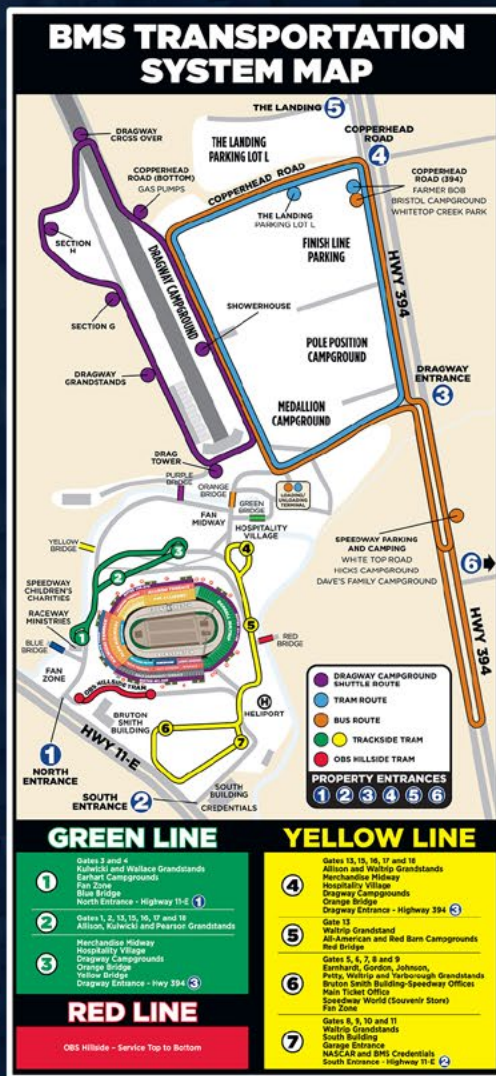 BMS TRANSPORTATION
SYSTEM MAP
THE LANDING 5
DRAGWAY
CROSS OVER
THE LANDING
PARKING LOT L
COPPERHEAD
ROAD
4
COPPERHEAD
ROAD (BOTTOM)
GAS PUMPS
COPPERHEAD ROAD
COPPERHEAD
ROAD (394)
FARMER BOB
BRISTOL CAMPGROUND
WHITETOP CREEK PARK
THE LANDING
PARKING LOT L
SECTION
H
DRAGWAY CAMPGROUND
FINISH LINE
PARKING
HWY 394
SECTION G
SHOWERHOUSE
POLE POSITION
CAMPGROUND
DRAGWAY
GRANDSTANDS
DRAGWAY
ENTRANCE
3
MEDALLION
CAMPGROUND
DRAG
TOWER
PURPLE
BRIDGE
ORANGE
BRIDGE
FAN
MIDWAY
GREEN
BRIDGE
HOSPITALITY
VILLAGE
LOADING/
UNLOADING
TERMINAL
SPEEDWAY PARKING
AND CAMPING
WHITE TOP ROAD
HICKS CAMPGROUND
DAVE'S FAMILY CAMPGROUND
6
YELLOW
BRIDGE
3
4
2
SPEEDWAY
CHILDREN'S
CHARITIES
RACEWAY
MINISTRIES
1
5
BLUE
BRIDGE
RED
BRIDGE
FAN
ZONE
OBS HILLSIDE TRAM
HWY 394
H
HELIPORT
BRUTON
SMITH
BUILDING
6
7
1
NORTH
ENTRANCE
HWY 11-E
SOUTH
ENTRANCE 2
SOUTH
BUILDING
CREDENTIALS
DRAGWAY CAMPGROUND
SHUTTLE ROUTE
TRAM ROUTE
BUS ROUTE
TRACKSIDE TRAM
OBS HILLSIDE TRAM
PROPERTY ENTRANCES
1 2 3 4 5 6
GREEN LINE
1
Gates 3 and 4
Kulwicki and Wallace Grandstands
Earhart Campgrounds
Fan Zone
Blue Bridge
North Entrance - Highway 11-E 1
2
Gates 1, 2, 13, 15, 16, 17 and 18
Allison, Kulwicki and Pearson Grandstands
3
Merchandise Midway
Hospitality Village
Dragway Campgrounds
Orange Bridge
Yellow Bridge
Dragway Entrance - Hwy 394 3
RED LINE
OBS Hillside - Service Top to Bottom
YELLOW LINE
4
Gates 13, 15, 16, 17 and 18
Allison and Waltrip Grandstands
Merchandise Midway
Hospitality Village
Dragway Campgrounds
Orange Bridge
Dragway Entrance - Highway 394 3
5
Gate 13
Waltrip Grandstand
All-American and Red Barn Campgrounds
Red Bridge
6
Gates 5, 6, 7, 8 and 9
Earnhardt, Gordon, Johnson,
Petty, Waltrip and Yarborough Grandstands
Bruton Smith Building-Speedway Offices
Main Ticket Office
Speedway World (Souvenir Store)
Fan Zone
7
Gates 8, 9, 10 and 11
Waltrip Grandstands
South Building
Garage Entrance
NASCAR and BMS Credentials
South Entrance - Highway 11-E 2